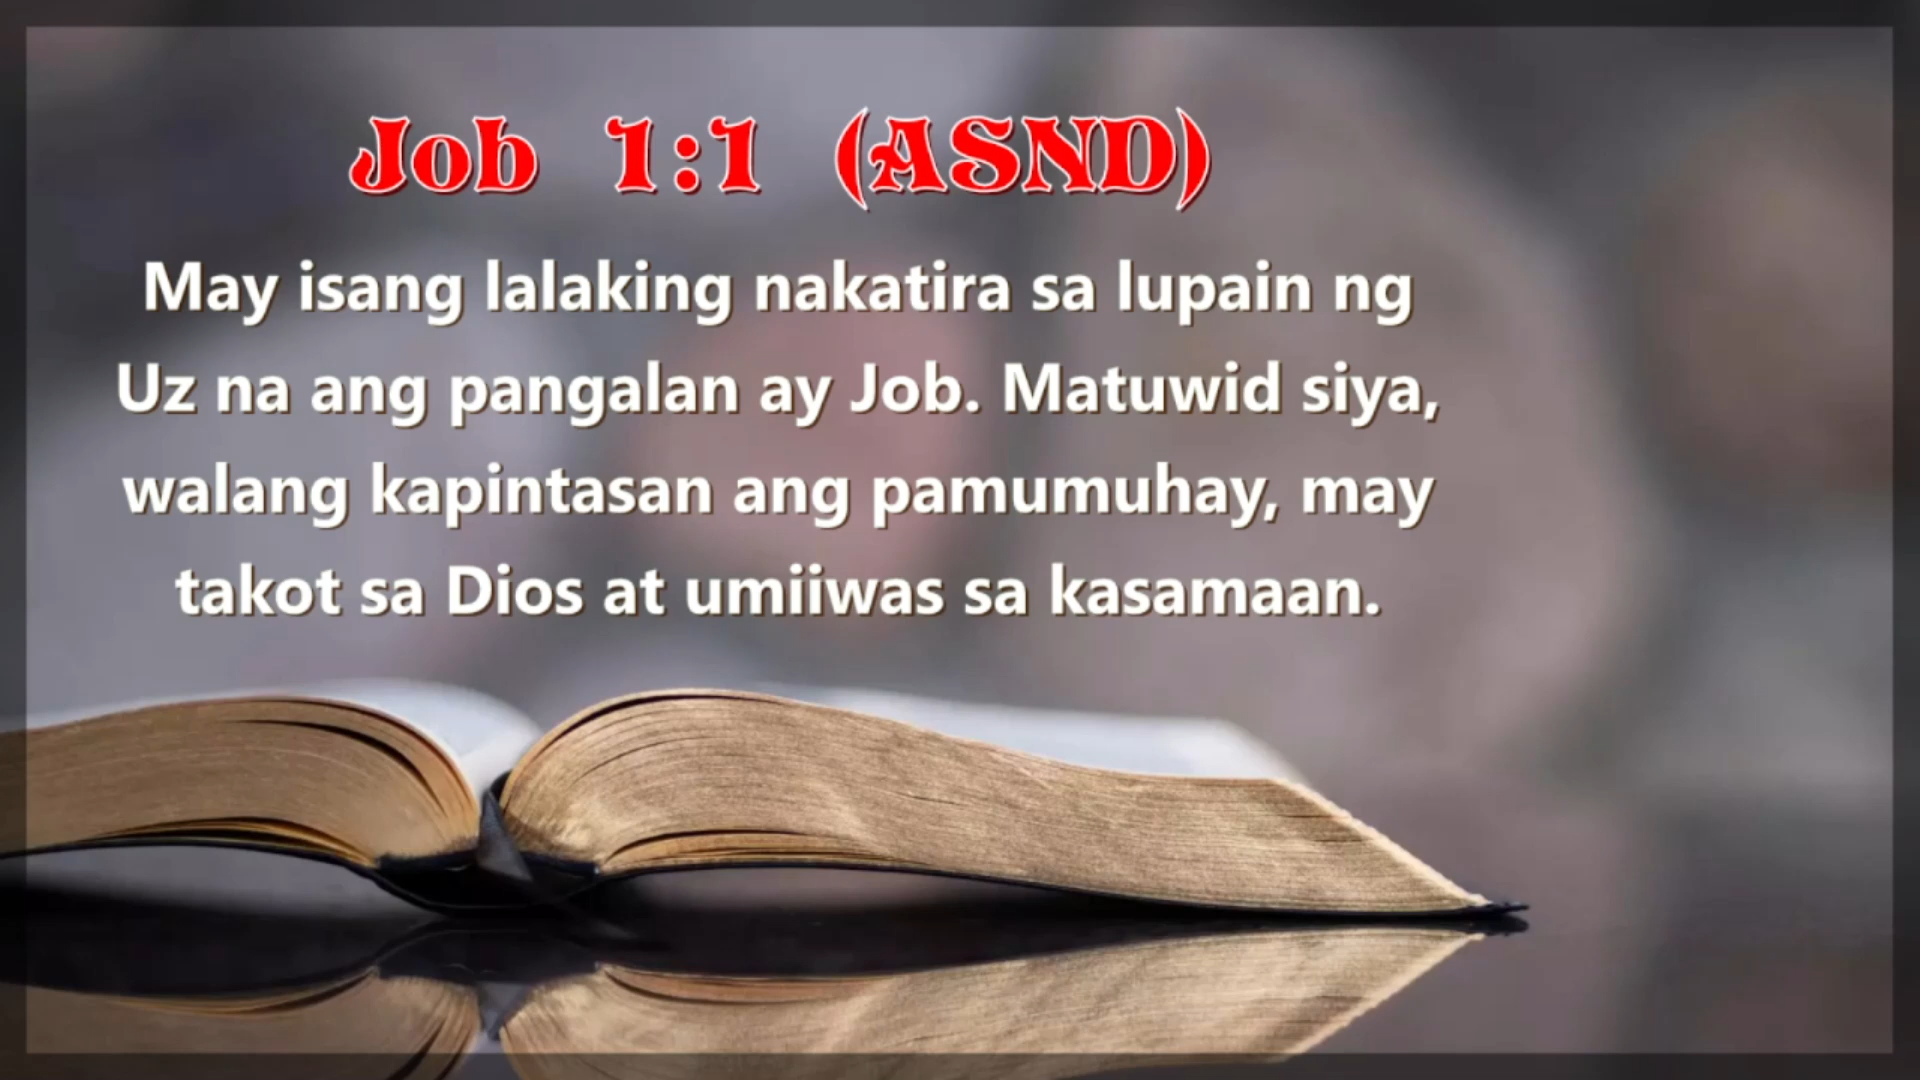 Job 1:1 (ASND)
May isang lalaking nakatira sa lupain ng
Uz na ang pangalan ay Job. Matuwid siya,
walang kapintasan ang pamumuhay, may
takot sa Dios at umiiwas sa kasamaan.